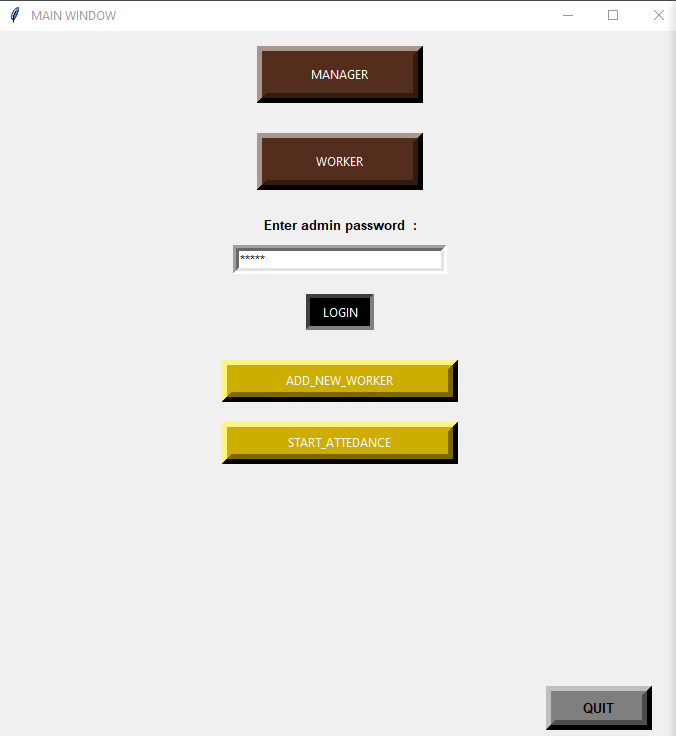 MAIN WINDOW
MANAGER
WORKER
Enter admin password :
*****
LOGIN
ADD_NEW_WORKER
START_ATTEDANCE
QUIT